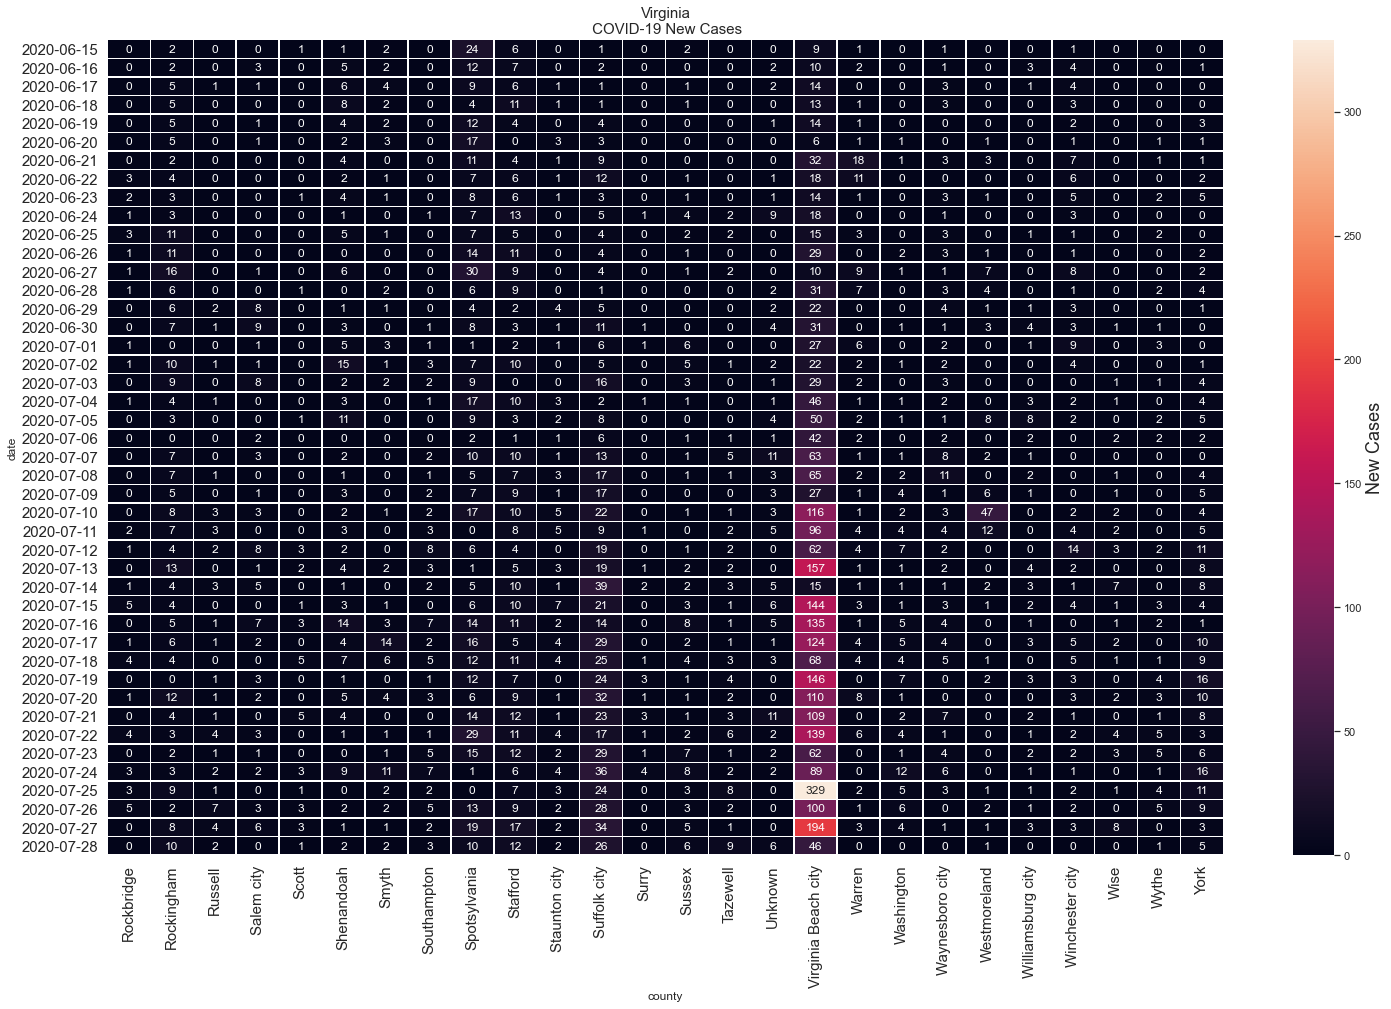 Virginia
COVID-19 New Cases
2020-06-15 0 2 0 0 1 1 2 0 24 6 0 1 0 2 0 0 9 1 0 1 0 0 1 0 0 0
2020-06-16 0 2 0 3 0 5 2 0 12 7 0 2 0 0 0 2 10 2 0 1 0 3 4 0 0 1
2020-06-17 0 5 1 1 0 6 4 0 9 6 1 1 0 1 0 2 14 0 0 3 0 1 4 0 0 0
2020-06-18 0 5 0 0 0 8 2 0 4 11 1 1 0 1 0 0 13 1 0 3 0 0 3 0 0 0
2020-06-19 0 5 0 1 0 4 2 0 12 4 0 4 0 0 0 1 14 1 0 0 0 0 2 0 0 3
2020-06-20 0 5 0 1 0 2 3 0 17 0 3 3 0 0 0 0 6 1 1 0 1 0 1 0 1 1
2020-06-21 0 2 0 0 0 4 0 0 11 4 1 9 0 0 0 0 32 18 1 3 3 0 7 0 1 1
2020-06-22 3 4 0 0 0 2 1 0 7 6 1 12 0 1 0 1 18 11 0 0 0 0 6 0 0 2
2020-06-23 2 3 0 0 1 4 1 0 8 6 1 3 0 1 0 1 14 1 0 3 1 0 5 0 2 5
2020-06-24 1 3 0 0 0 1 0 1 7 13 0 5 1 4 2 9 18 0 0 1 0 0 3 0 0 0
2020-06-25 3 11 0 0 0 5 1 0 7 5 0 4 0 2 2 0 15 3 0 3 0 1 1 0 2 0
2020-06-26 1 11 0 0 0 0 0 0 14 11 0 4 0 1 0 0 29 0 2 3 1 0 1 0 0 2
2020-06-27 1 16 0 1 0 6 0 0 30 9 0 4 0 1 2 0 10 9 1 1 7 0 8 0 0 2
2020-06-28 1 6 0 0 1 0 2 0 6 9 0 1 0 0 0 2 31 7 0 3 4 0 1 0 2 4
2020-06-29 0 6 2 8 0 1 1 0 4 2 4 5 0 0 0 2 22 0 0 4 1 1 3 0 0 1
2020-06-30 0 7 1 9 0 3 0 1 8 3 1 11 1 0 0 4 31 0 1 1 3 4 3 1 1 0
2020-07-01 1 0 0 1 0 5 3 1 1 2 1 6 1 6 0 0 27 6 0 2 0 1 9 0 3 0
2020-07-02 1 10 1 1 0 15 1 3 7 10 0 5 0 5 1 2 22 2 1 2 0 0 4 0 0 1
2020-07-03 0 9 0 8 0 2 2 2 9 0 0 16 0 3 0 1 29 2 0 3 0 0 0 1 1 4
2020-07-04 1 4 1 0 0 3 0 1 17 10 3 2 1 1 0 1 46 1 1 2 0 3 2 1 0 4
2020-07-05 0 3 0 0 1 11 0 0 9 3 2 8 0 0 0 4 50 2 1 1 8 8 2 0 2 5
2020-07-06 0 0 0 2 0 0 0 0 2 1 1 6 0 1 1 1 42 2 0 2 0 2 0 2 2 2
2020-07-07 0 7 0 3 0 2 0 2 10 10 1 13 0 1 5 11 63 1 1 8 2 1 0 0 0 0
2020-07-08 0 7 1 0 0 1 0 1 5 7 3 17 0 1 1 3 65 2 2 11 0 2 0 1 0 4
2020-07-09 0 5 0 1 0 3 0 2 7 9 1 17 0 0 0 3 27 1 4 1 6 1 0 1 0 5
2020-07-10 0 8 3 3 0 2 1 2 17 10 5 22 0 1 1 3 116 1 2 3 47 0 2 2 0 4
2020-07-11 2 7 3 0 0 3 0 3 0 8 5 9 1 0 2 5 96 4 4 4 12 0 4 2 0 5
2020-07-12 1 4 2 8 3 2 0 8 6 4 0 19 0 1 2 0 62 4 7 2 0 0 14 3 2 11
2020-07-13 0 13 0 1 2 4 2 3 1 5 3 19 1 2 2 0 157 1 1 2 0 4 2 0 0 8
2020-07-14 1 4 3 5 0 1 0 2 5 10 1 39 2 2 3 5 15 1 1 1 2 3 1 7 0 8
2020-07-15 5 4 0 0 1 3 1 0 6 10 7 21 0 3 1 6 144 3 1 3 1 2 4 1 3 4
2020-07-16 0 5 1 7 3 14 3 7 14 11 2 14 0 8 1 5 135 1 5 4 0 1 0 1 2 1
2020-07-17 1 6 1 2 0 4 14 2 16 5 4 29 0 2 1 1 124 4 5 4 0 3 5 2 0 10
2020-07-18 4 4 0 0 5 7 6 5 12 11 4 25 1 4 3 3 68 4 4 5 1 0 5 1 1 9
2020-07-19 0 0 1 3 0 1 0 1 12 7 0 24 3 1 4 0 146 0 7 0 2 3 3 0 4 16
2020-07-20 1 12 1 2 0 5 4 3 6 9 1 32 1 1 2 0 110 8 1 0 0 0 3 2 3 10
2020-07-21 0 4 1 0 5 4 0 0 14 12 1 23 3 1 3 11 109 0 2 7 0 2 1 0 1 8
2020-07-22 4 3 4 3 0 1 1 1 29 11 4 17 1 2 6 2 139 6 4 1 0 1 2 4 5 3
2020-07-23 0 2 1 1 0 0 1 5 15 12 2 29 1 7 1 2 62 0 1 4 0 2 2 3 5 6
2020-07-24 3 3 2 2 3 9 11 7 1 6 4 36 4 8 2 2 89 0 12 6 0 1 1 0 1 16
2020-07-25 3 9 1 0 1 0 2 2 0 7 3 24 0 3 8 0 329 2 5 3 1 1 2 1 4 11
2020-07-26 5 2 7 3 3 2 2 5 13 9 2 28 0 3 2 0 100 1 6 0 2 1 2 0 5 9
2020-07-27 0 8 4 6 3 1 1 2 19 17 2 34 0 5 1 0 194 3 4 1 1 3 3 8 0 3
2020-07-28 0 10 2 0 1 2 2 3 10 12 2 26 0 6 9 6 46 0 0 0 1 0 0 0 1 5
date
Rockbridge
Rockingham
Russell
Salem city
Scott
Shenandoah
Smyth
Southampton
Spotsylvania
Stafford
Staunton city
Suffolk city
Surry
Sussex
Tazewell
Unknown
Virginia Beach city
Warren
Washington
Waynesboro city
Westmoreland
Williamsburg city
Winchester city
Wise
Wythe
York
county
300
250
200
150
100
50
0
New Cases